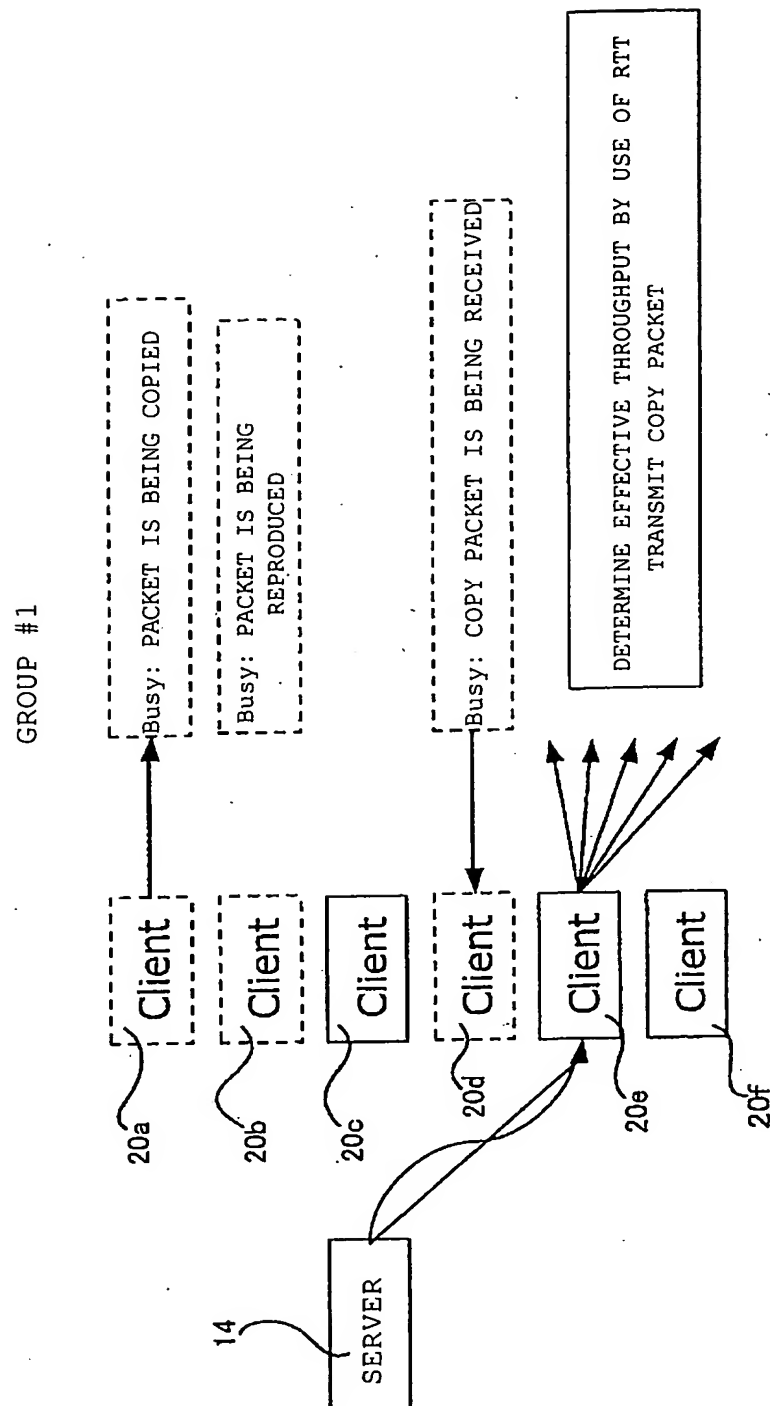 GROUP #1
20a
Client
Busy: PACKET IS BEING COPIED
20b
Client
Busy: PACKET IS BEING
REPRODUCED
14
SERVER
20c
Client
20d
Client
Busy: COPY PACKET IS BEING RECEIVED
20e
Client
DETERMINE EFFECTIVE THROUGHPUT BY USE OF RTT
TRANSMIT COPY PACKET
20f
Client